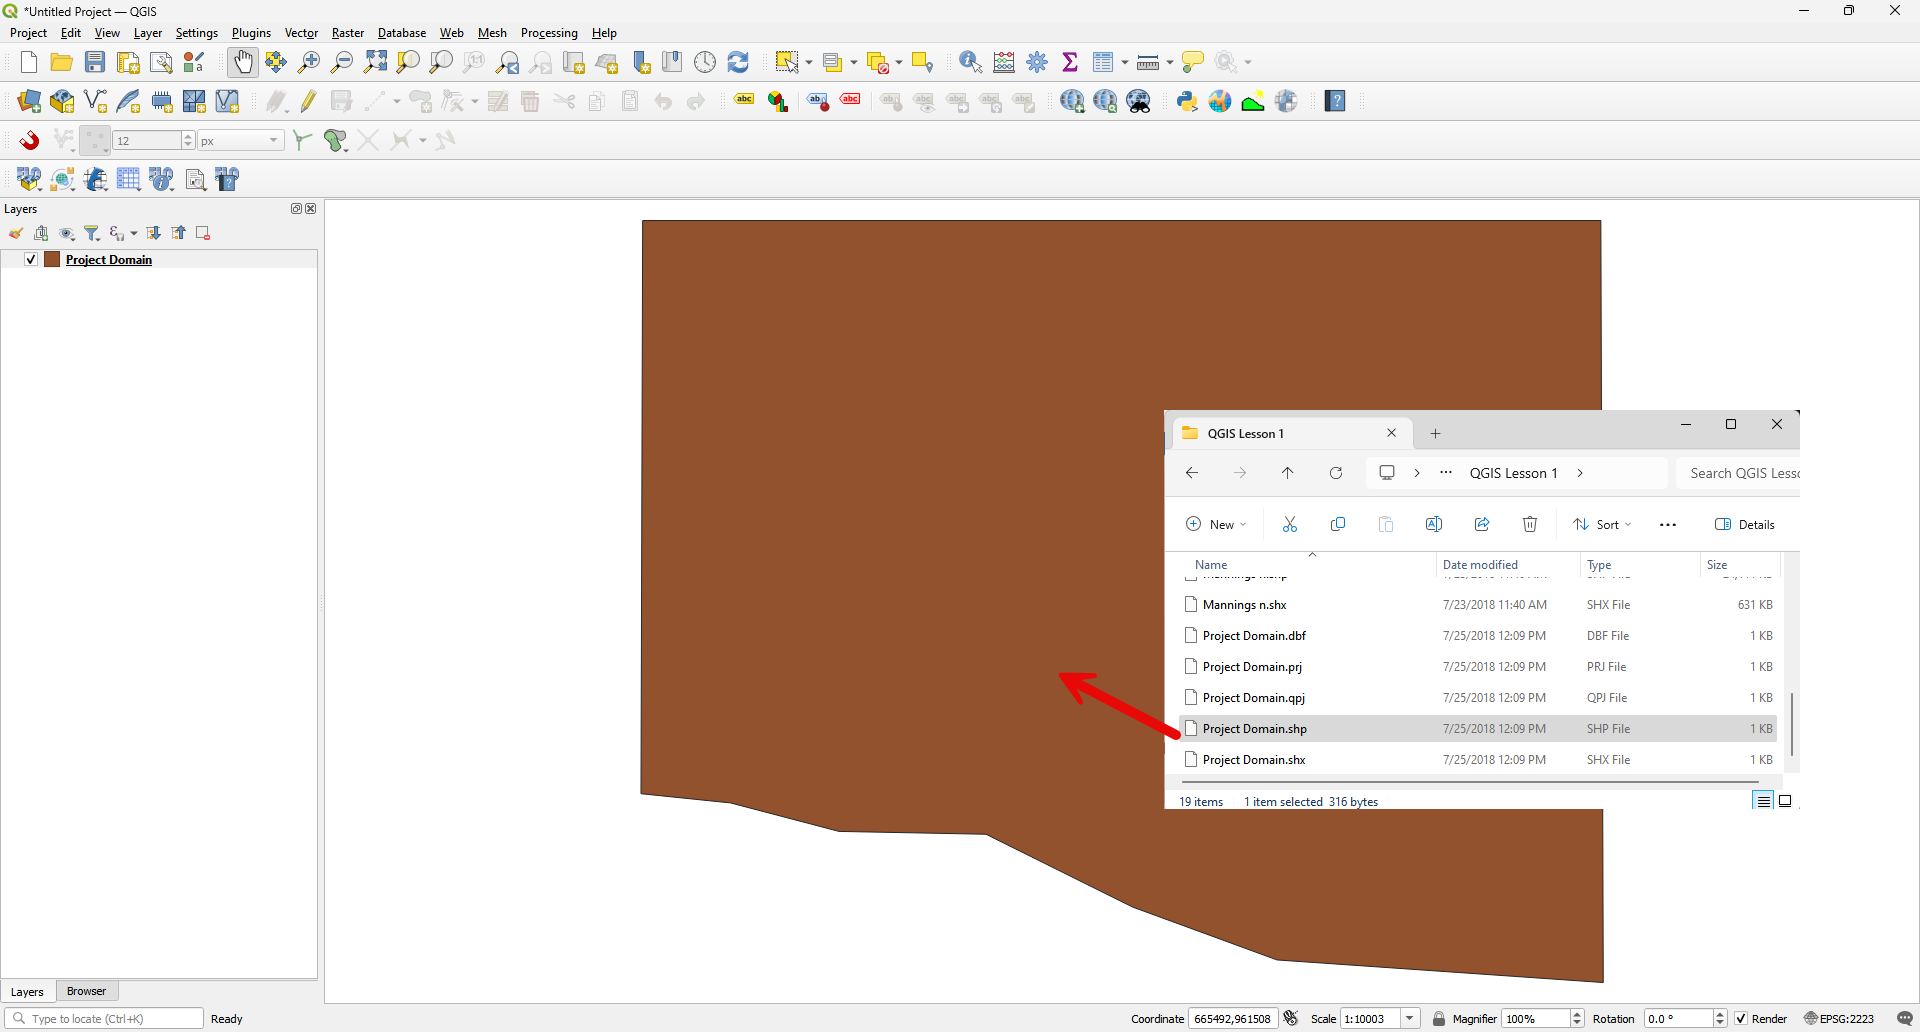 *Untitled Project — QGIS
Project Edit View Layer Settings Plugins Vector Raster Database Web Mesh Processing Help
12 px
Layers
Project Domain
QGIS Lesson 1
QGIS Lesson 1 Search QGIS Lesso
New Sort Details
Name Date modified Type Size
Mannings n.shx 7/23/2018 11:40 AM SHX File 631 KB
Project Domain.dbf 7/25/2018 12:09 PM DBF File 1 KB
Project Domain.prj 7/25/2018 12:09 PM PRJ File 1 KB
Project Domain.qpj 7/25/2018 12:09 PM QPJ File 1 KB
Project Domain.shp 7/25/2018 12:09 PM SHP File 1 KB
Project Domain.shx 7/25/2018 12:09 PM SHX File 1 KB
19 items 1 item selected 316 bytes
Layers Browser
Type to locate (Ctrl+K) Ready Coordinate 665492,961508 Scale 1:10003 Magnifier 100% Rotation 0.0 ° Render EPSG:2223